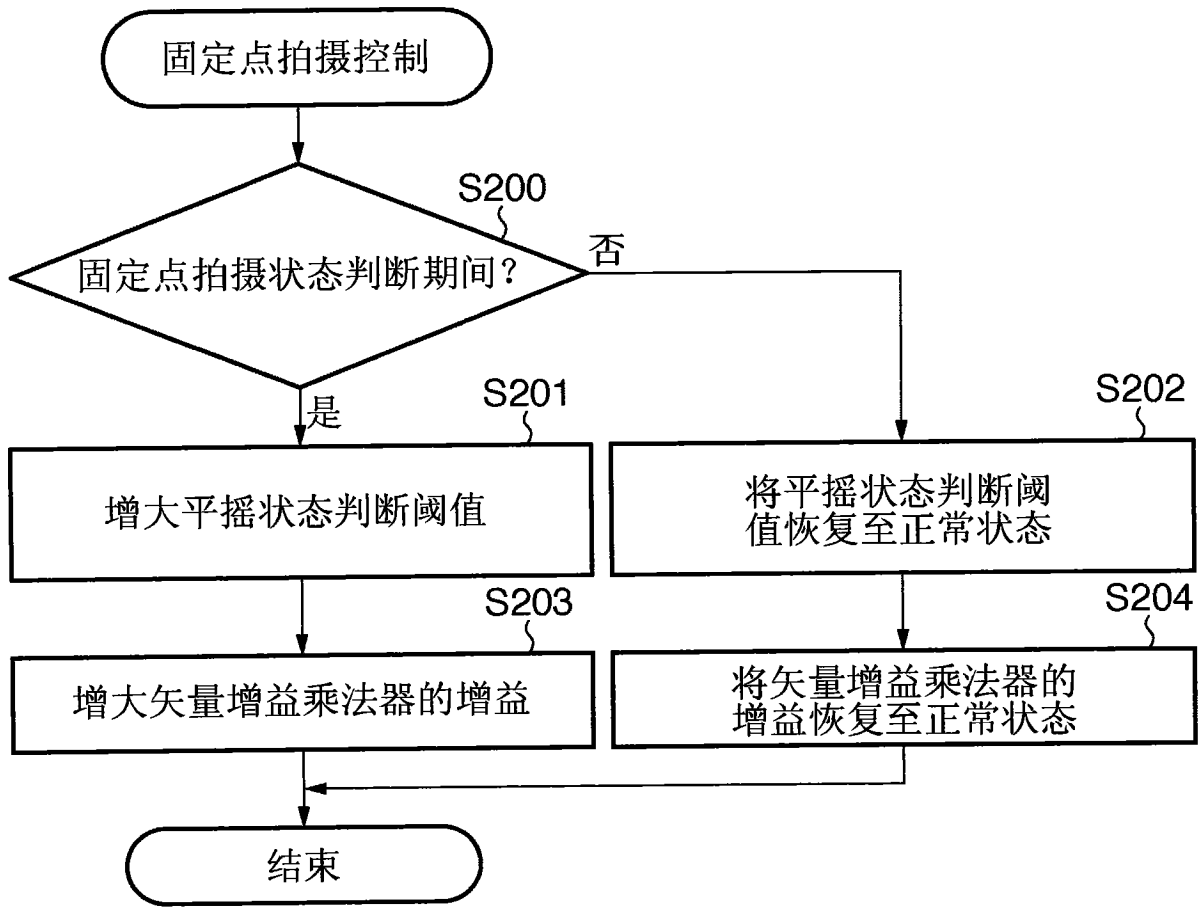 固定点拍摄控制
S200
固定点拍摄状态判断期间?
否
是
S201
增大平摇状态判断阈值
S202
将平摇状态判断阈
值恢复至正常状态
S203
增大矢量增益乘法器的增益
S204
将矢量增益乘法器的
增益恢复至正常状态
结束